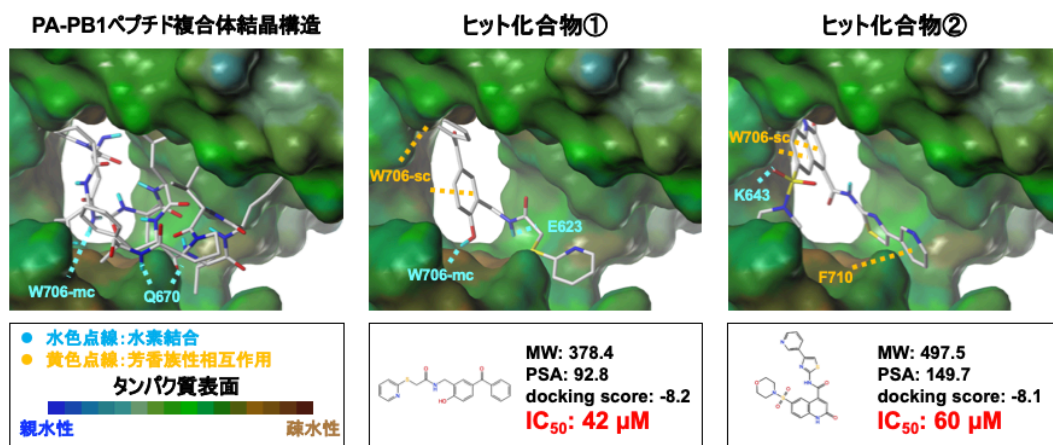 PA-PB1ペプチド複合体結晶構造
W706-mc
Q670
水色点線:水素結合
黄色点線:芳香族性相互作用
タンパク質表面
親水性
疎水性
ヒット化合物①
W706-sc
E623
W706-mc
N
S
O
NH
HO
O
MW: 378.4
PSA: 92.8
docking score: -8.2
IC50: 42 µM
ヒット化合物②
W706-sc
K643
F710
MW: 497.5
PSA: 149.7
docking score: -8.1
IC50: 60 µM